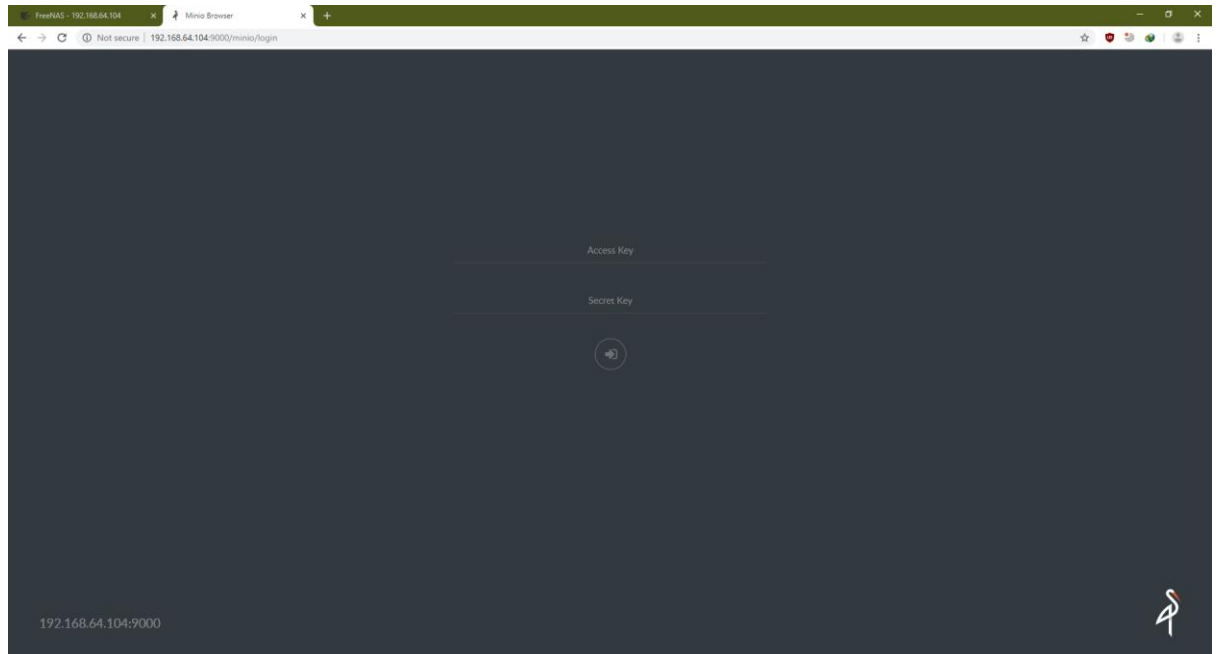 FreeNAS - 192.168.64.104
Minio Browser
Not secure | 192.168.64.104:9000/minio/login
Access Key
Secret Key
192.168.64.104:9000